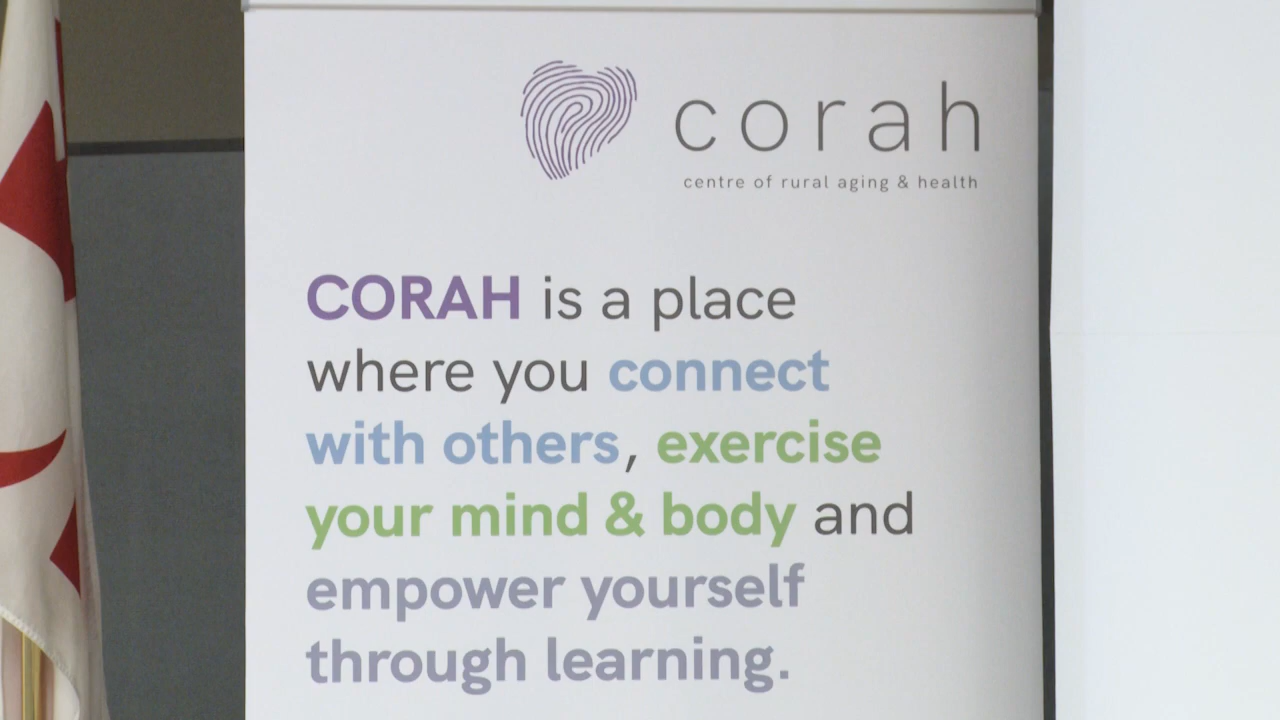 corah
centre of rural aging & health
CORAH is a place
where you connect
with others, exercise
your mind & body and
empower yourself
through learning.